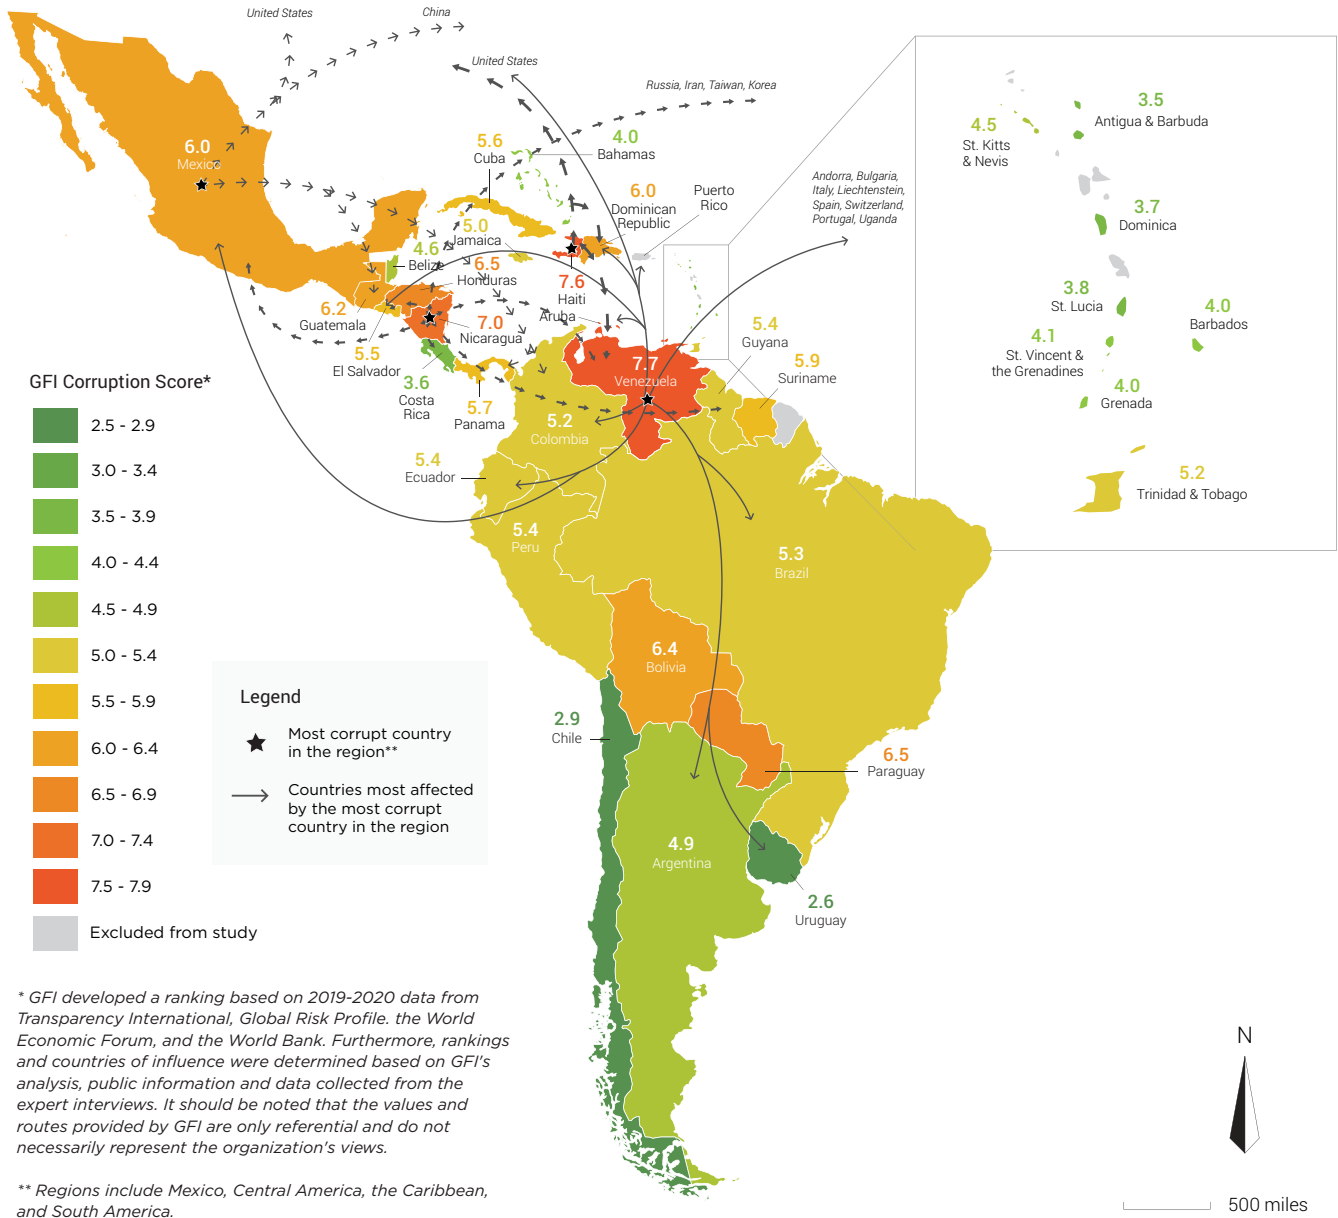 United States
China
United States
Russia, Iran, Taiwan, Korea
6.0
Mexico
5.6
Cuba
4.0
Bahamas
6.0
Dominican
Republic
Puerto
Rico
Andorra, Bulgaria,
Italy, Liechtenstein,
Spain, Switzerland,
Portugal, Uganda
5.0
Jamaica
4.6
Belize
6.5
Honduras
7.6
Haiti
Aruba
6.2
Guatemala
7.0
Nicaragua
5.5
El Salvador
3.6
Costa
Rica
5.7
Panama
7.7
Venezuela
5.4
Guyana
5.9
Suriname
5.2
Colombia
5.4
Ecuador
5.4
Peru
5.3
Brazil
6.4
Bolivia
2.9
Chile
6.5
Paraguay
4.9
Argentina
2.6
Uruguay
4.5
St. Kitts
& Nevis
3.5
Antigua & Barbuda
3.7
Dominica
3.8
St. Lucia
4.0
Barbados
4.1
St. Vincent &
the Grenadines
4.0
Grenada
5.2
Trinidad & Tobago
GFI Corruption Score*
2.5 - 2.9
3.0 - 3.4
3.5 - 3.9
4.0 - 4.4
4.5 - 4.9
5.0 - 5.4
5.5 - 5.9
6.0 - 6.4
6.5 - 6.9
7.0 - 7.4
7.5 - 7.9
Excluded from study
Legend
Most corrupt country
in the region**
Countries most affected
by the most corrupt
country in the region
* GFI developed a ranking based on 2019-2020 data from
Transparency International, Global Risk Profile. the World
Economic Forum, and the World Bank. Furthermore, rankings
and countries of influence were determined based on GFI's
analysis, public information and data collected from the
expert interviews. It should be noted that the values and
routes provided by GFI are only referential and do not
necessarily represent the organization's views.
** Regions include Mexico, Central America, the Caribbean,
and South America.
N
500 miles